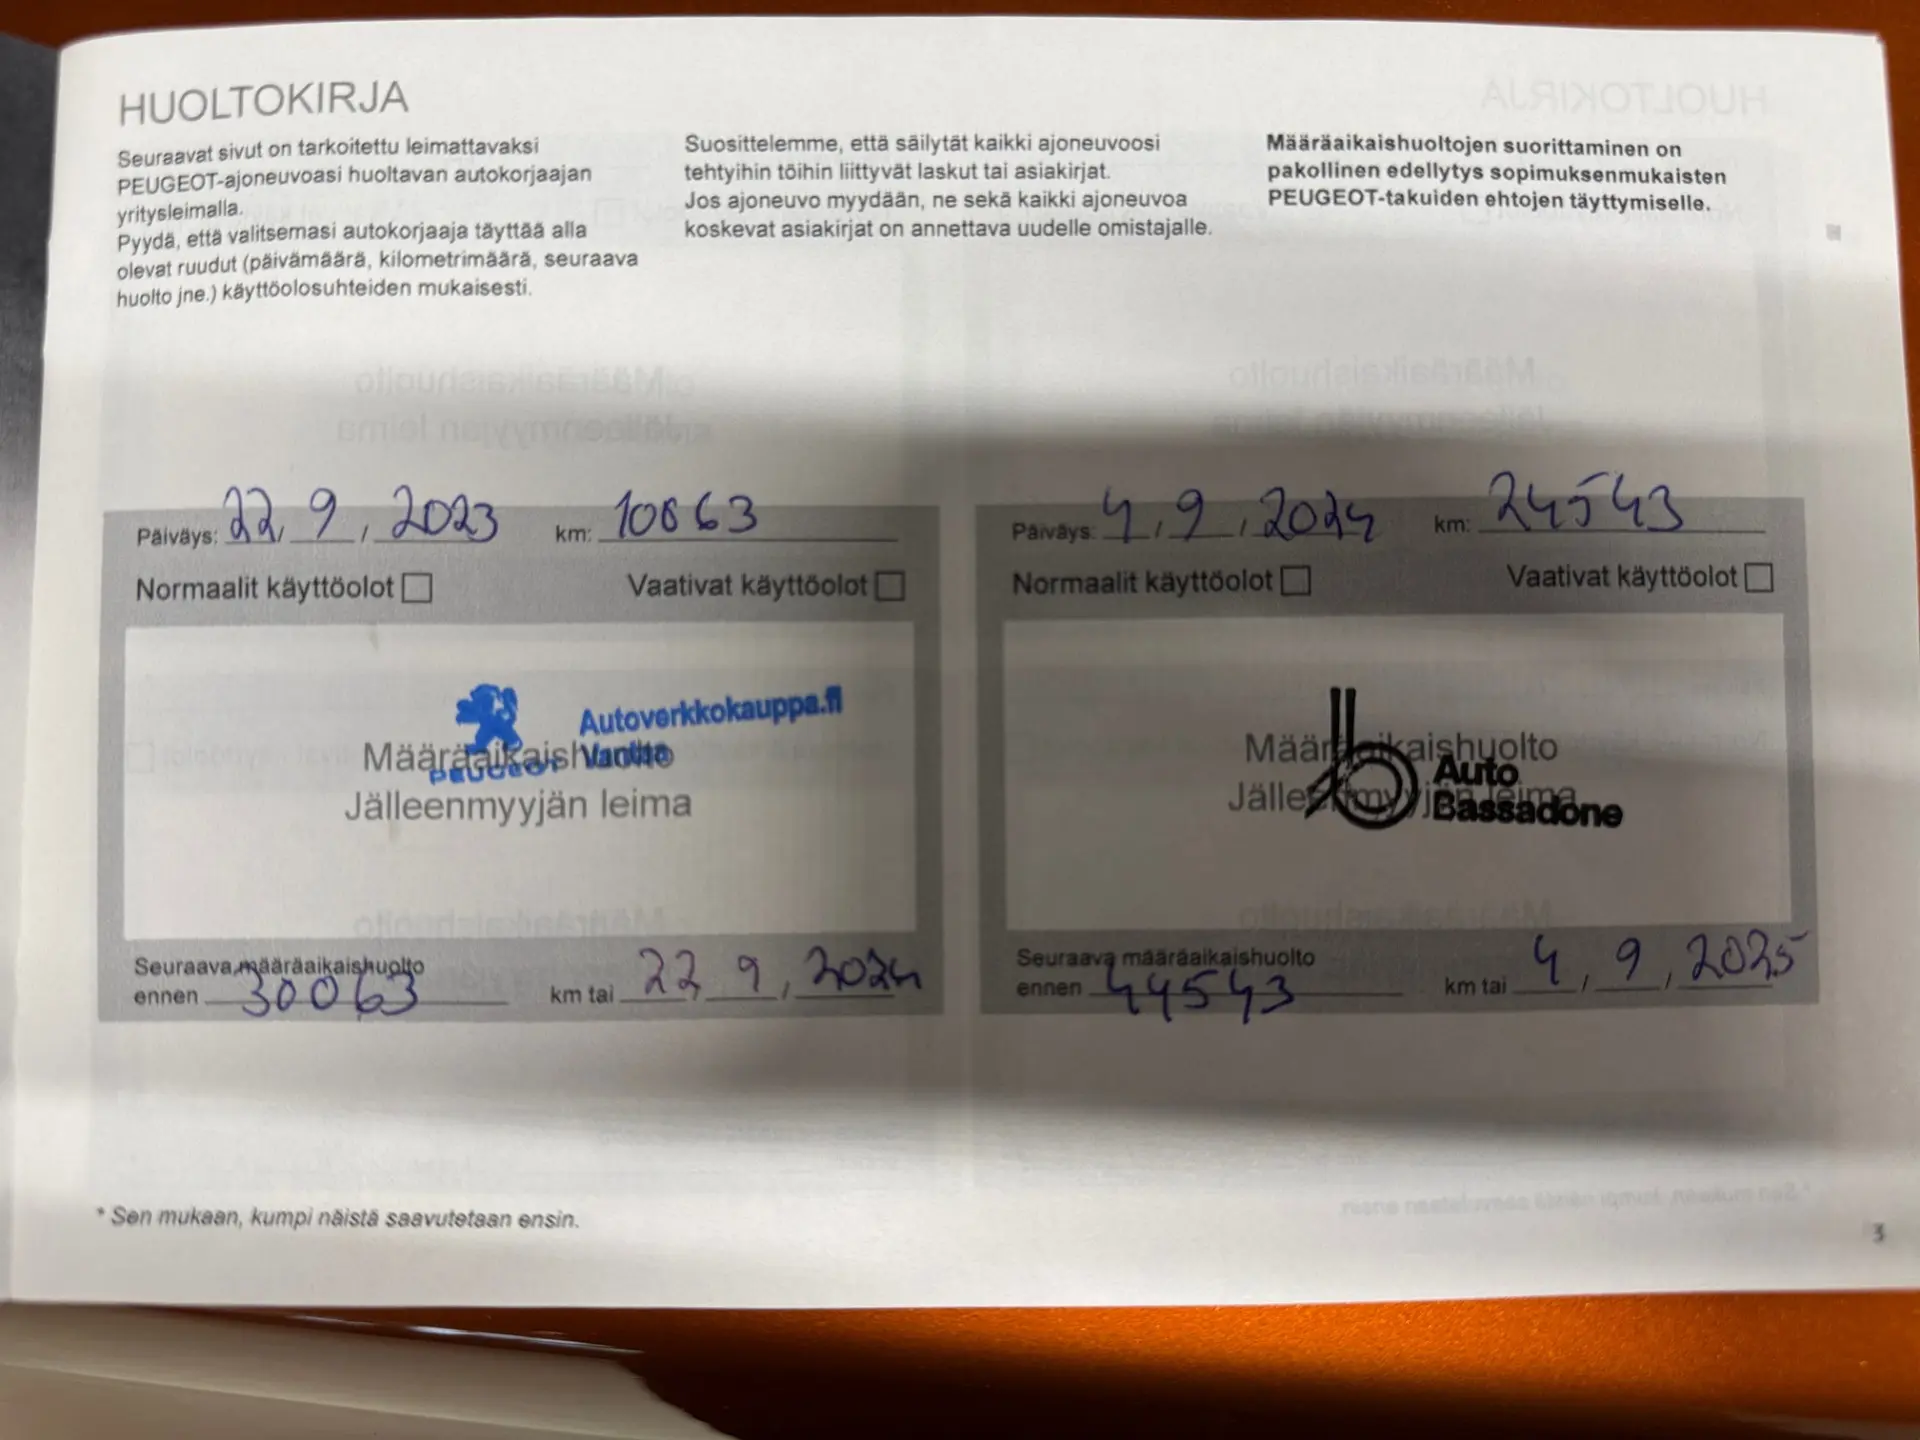 HUOLTOKIRJA
Seuraavat sivut on tarkoitettu leimattavaksi
PEUGEOT-ajoneuvoasi huoltavan autokorjaajan
yritysleimalla.
Pyydä, että valitsemasi autokorjaaja täyttää alla
olevat ruudut (päivämäärä, kilometrimäärä, seuraava
huolto jne.) käyttöolosuhteiden mukaisesti.
Suosittelemme, että säilytät kaikki ajoneuvoosi
tehtyihin töihin liittyvät laskut tai asiakirjat.
Jos ajoneuvo myydään, ne sekä kaikki ajoneuvoa
koskevat asiakirjat on annettava uudelle omistajalle.
Määräaikaishuoltojen suorittaminen on
pakollinen edellytys sopimuksenmukaisten
PEUGEOT-takuiden ehtojen täyttymiselle.
Päiväys: 22, 9, 2023 km: 10063
Normaalit käyttöolot Vaativat käyttöolot
Autoverkkokauppa.fi
Vantaa
PEUGEOT
Määräaikaishuolto
Jälleenmyyjän leima
Seuraava määräaikaishuolto
ennen 30063 km tai 22, 9, 2024
Päiväys: 4, 9, 2024 km: 24543
Normaalit käyttöolot Vaativat käyttöolot
Määräaikaishuolto
Jälleenmyyjän leima
Auto
Bassadone
Seuraava määräaikaishuolto
ennen 44543 km tai 4, 9, 2025
* Sen mukaan, kumpi näistä saavutetaan ensin.
3